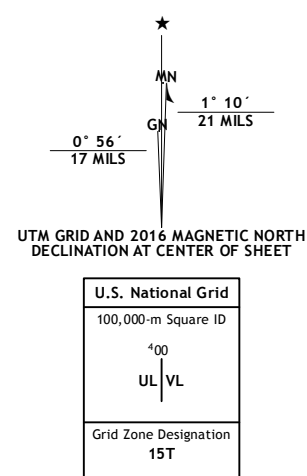 ★
MN
1° 10´
21 MILS
GN
0° 56´
17 MILS
UTM GRID AND 2016 MAGNETIC NORTH
DECLINATION AT CENTER OF SHEET
U.S. National Grid
100,000-m Square ID
⁴00
UL VL
Grid Zone Designation
15T